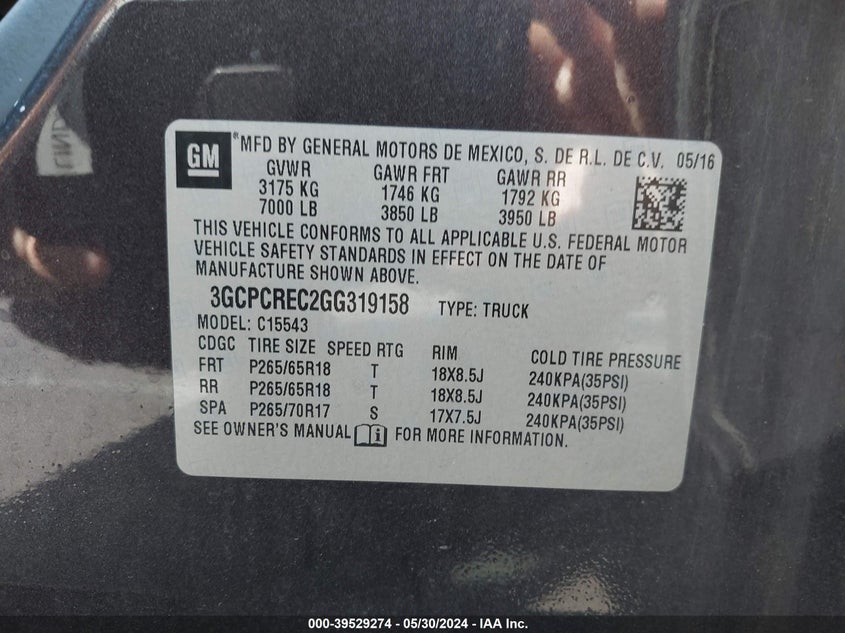 GM ®MFD BY GENERAL MOTORS DE MEXICO, S. DE R.L. DE C.V. 05/16
GVWR GAWR FRT GAWR RR
3175 KG 1746 KG 1792 KG
7000 LB 3850 LB 3950 LB
THIS VEHICLE CONFORMS TO ALL APPLICABLE U.S. FEDERAL MOTOR
VEHICLE SAFETY STANDARDS IN EFFECT ON THE DATE OF
MANUFACTURE SHOWN ABOVE.
3GCPCREC2GG319158 TYPE: TRUCK
MODEL: C15543
CDGC TIRE SIZE SPEED RTG RIM COLD TIRE PRESSURE
FRT P265/65R18 T 18X8.5J 240KPA(35PSI)
RR P265/65R18 T 18X8.5J 240KPA(35PSI)
SPA P265/70R17 S 17X7.5J 240KPA(35PSI)
SEE OWNER'S MANUAL FOR MORE INFORMATION.
000-39529274 - 05/30/2024 - IAA Inc.